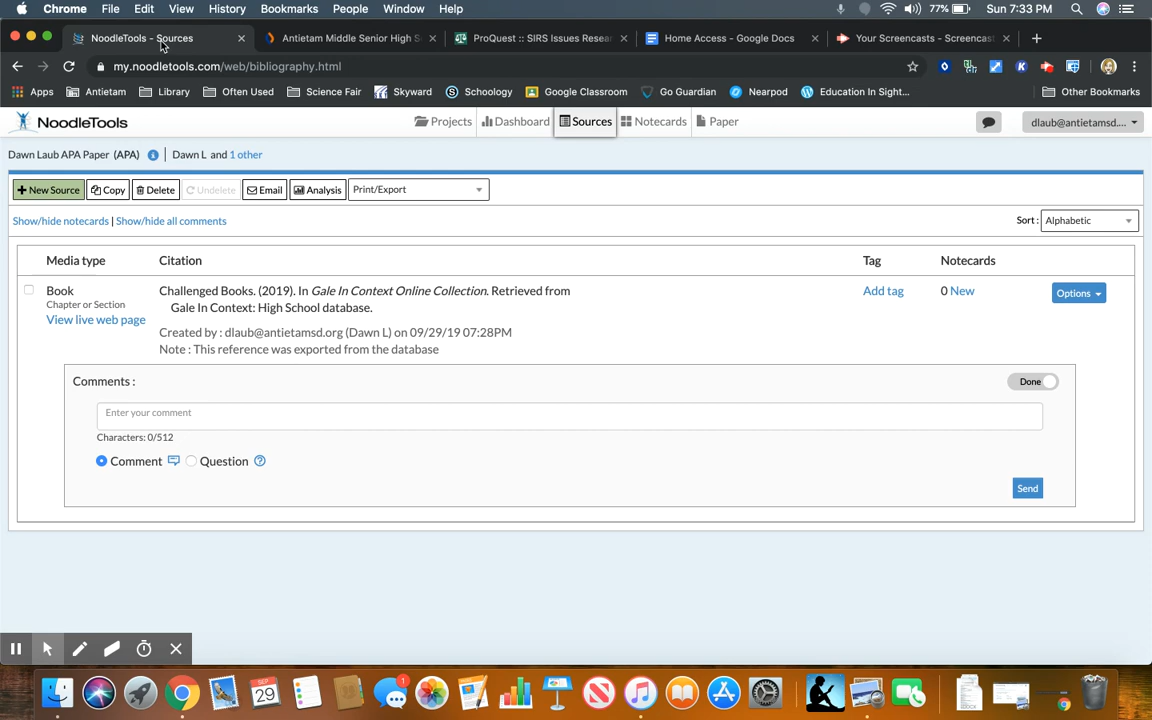 Chrome File Edit View History Bookmarks People Window Help 77% Sun 7:33 PM
NoodleTools - Sources Antietam Middle Senior High S ProQuest :: SIRS Issues Resear Home Access - Google Docs Your Screencasts - Screencast
my.noodletools.com/web/bibliography.html
Apps Antietam Library Often Used Science Fair Skyward Schoology Google Classroom Go Guardian Nearpod Education In Sight... Other Bookmarks
NoodleTools Projects Dashboard Sources Notecards Paper dlaub@antietamsd....
Dawn Laub APA Paper (APA) Dawn L and 1 other
New Source Copy Delete Undelete Email Analysis Print/Export
Show/hide notecards | Show/hide all comments Sort : Alphabetic
Media type Citation Tag Notecards
Book Challenged Books. (2019). In Gale In Context Online Collection. Retrieved from Add tag 0 New Options
Chapter or Section Gale In Context: High School database.
View live web page
Created by : dlaub@antietamsd.org (Dawn L) on 09/29/19 07:28PM
Note : This reference was exported from the database
Comments : Done
Enter your comment
Characters: 0/512
Comment Question
Send
SEP
29
1